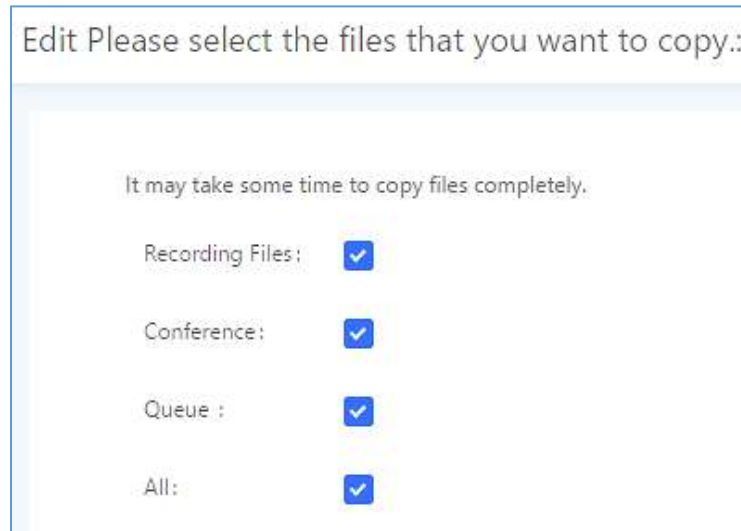 Edit Please select the files that you want to copy.:
It may take some time to copy files completely.
Recording Files:
Conference:
Queue :
All: